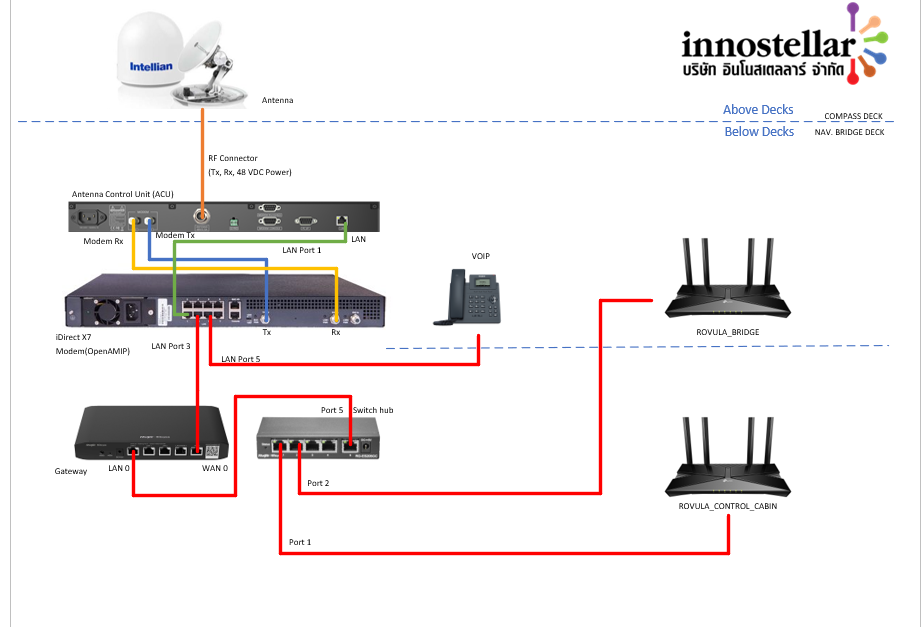 Intellian
innostellar
บริษัท อินโนสเตลลาร์ จำกัด
Antenna
Above Decks
COMPASS DECK
Below Decks
NAV. BRIDGE DECK
RF Connector
(Tx, Rx, 48 VDC Power)
Antenna Control Unit (ACU)
Modem Rx
Modem Tx
LAN
LAN Port 1
VOIP
Tx
Rx
iDirect X7
Modem(OpenAMIP)
LAN Port 3
LAN Port 5
ROVULA_BRIDGE
Port 5
Switch hub
Gateway
LAN 0
WAN 0
Port 2
ROVULA_CONTROL_CABIN
Port 1